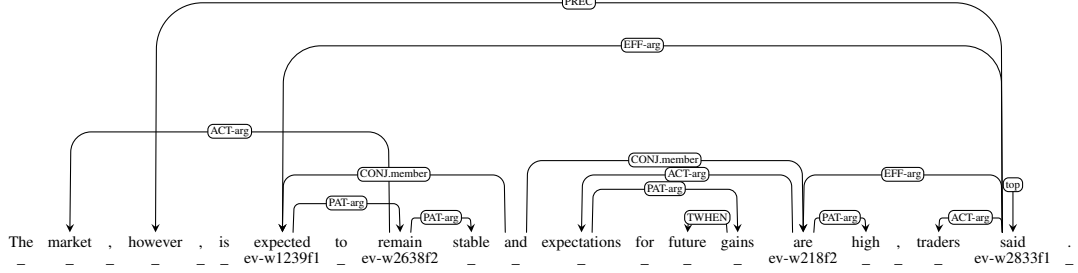 PREC
EFF-arg
ACT-arg
CONJ.member
CONJ.member
ACT-arg
EFF-arg
PAT-arg
top
PAT-arg
PAT-arg
TWHEN
PAT-arg
ACT-arg
The market , however , is expected to remain stable and expectations for future gains are high , traders said .
_ _ _ _ _ _ ev-w1239f1 _ ev-w2638f2 _ _ _ _ _ _ ev-w218f2 _ _ _ ev-w2833f1 _